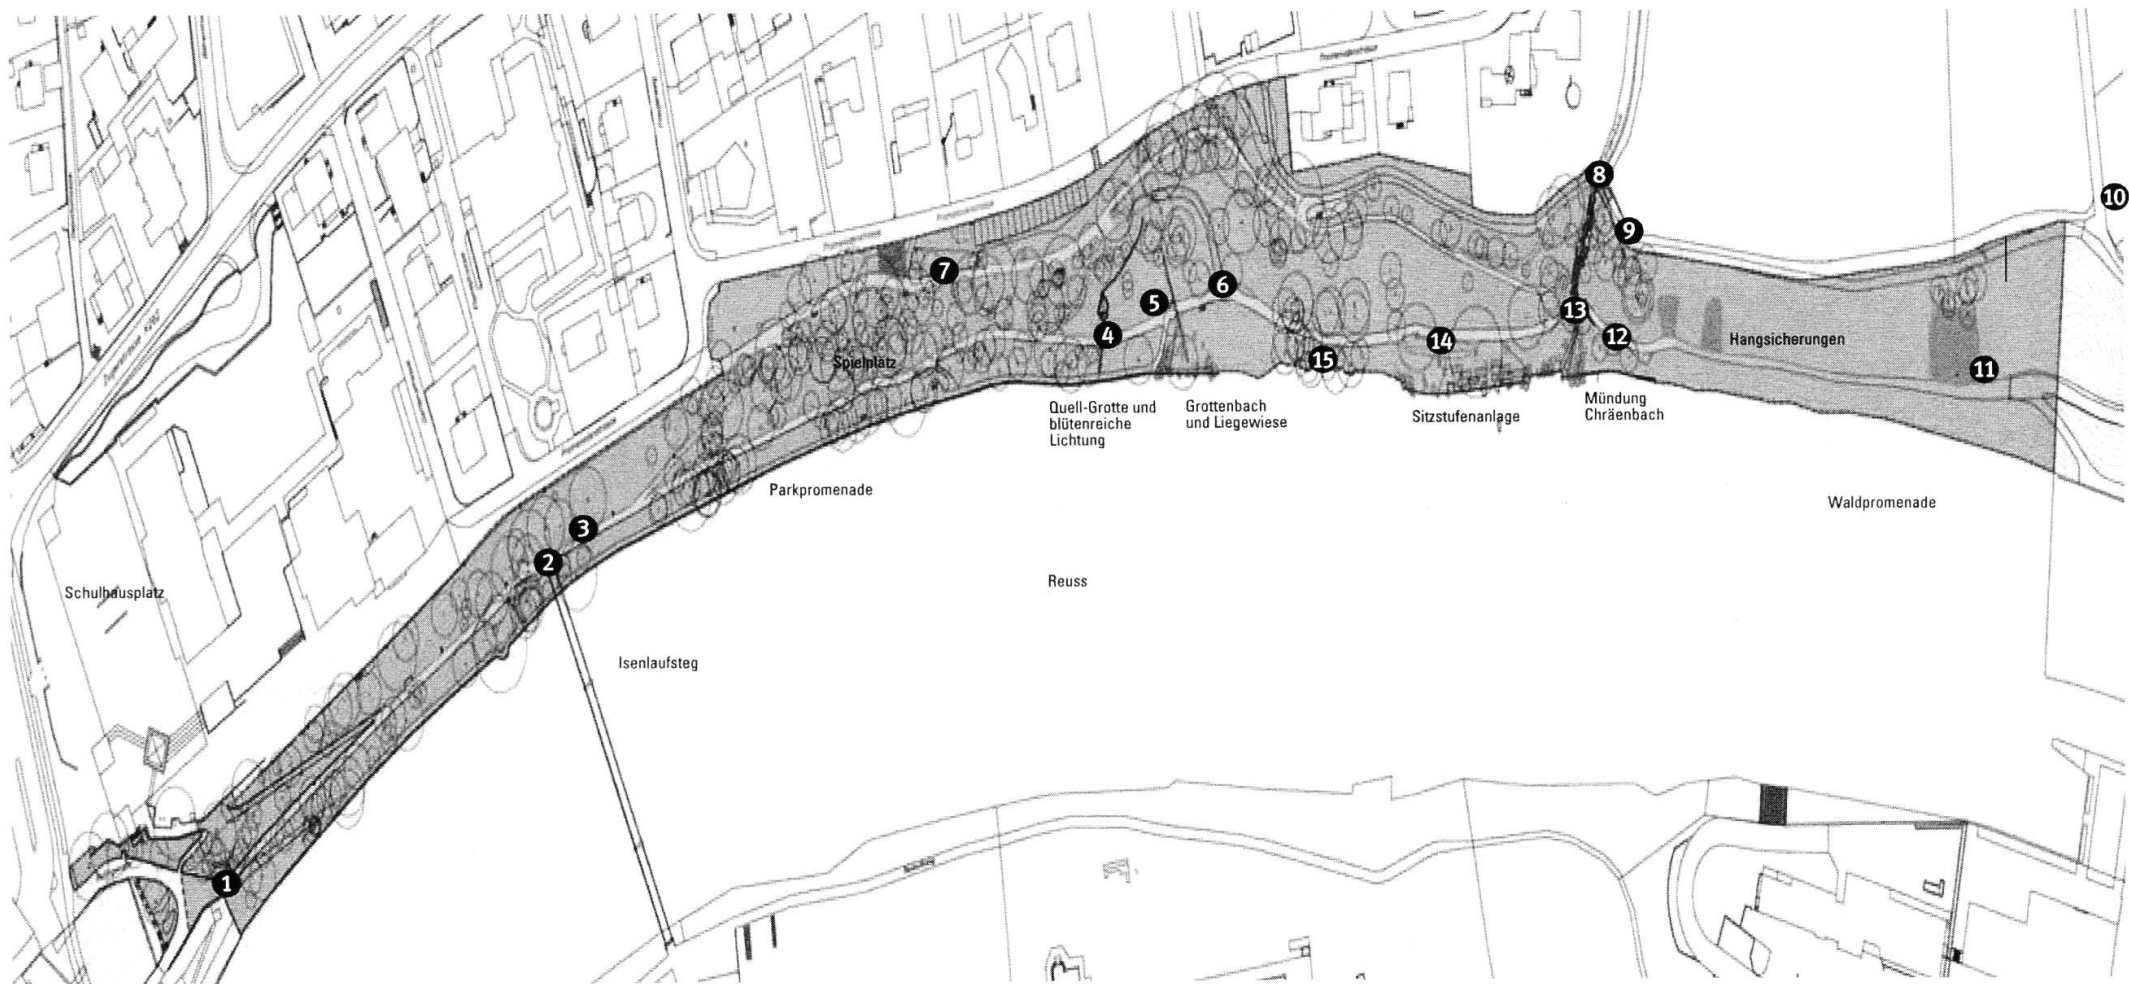 8
10
9
7
6
5
13
4
12
14
Hangsicherungen
15
Spielplatz
11
Quell-Grotte und
blütenreiche
Lichtung
Grottenbach
und Liegewiese
Sitzstufenanlage
Mündung
Chräenbach
Parkpromenade
Waldpromenade
3
2
Reuss
Schulhausplatz
Isenlaufsteg
1